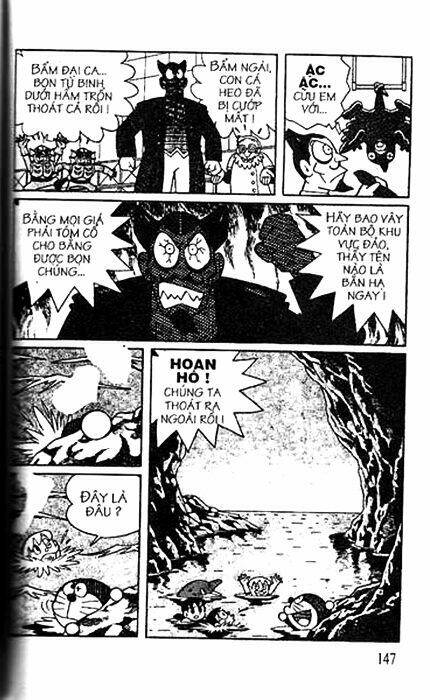 BẨM ĐẠI CA...
BỌN TÙ BINH
DƯỚI HẦM TRỐN
THOÁT CẢ RỒI!
BẨM NGÀI,
CON CÁ
HEO ĐÃ
BỊ CƯỚP
MẤT!
ẶC
ẶC...
CỨU EM
VỚI...
BẰNG MỌI GIÁ
PHẢI TÓM CỔ
CHO BẰNG
ĐƯỢC BỌN
CHÚNG...
HÃY BAO VÂY
TOÀN BỘ KHU
VỰC ĐẢO,
THẤY TÊN
NÀO LÀ
BẮN HẠ
NGAY!
HOAN
HÔ!
CHÚNG TA
THOÁT RA
NGOÀI RỒI!
ĐÂY LÀ
ĐÂU?
147